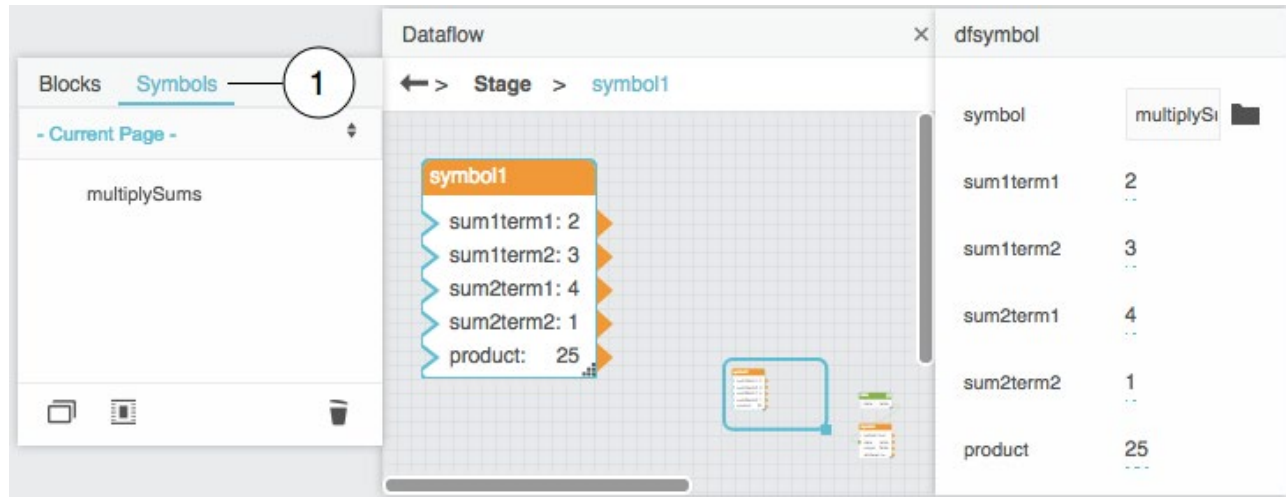 Blocks
Symbols
1
- Current Page -
multiplySums
Dataflow
×
> Stage > symbol1
symbol1
sum1term1: 2
sum1term2: 3
sum2term1: 4
sum2term2: 1
product: 25
dfsymbol
symbol
sum1term1 2
sum1term2 3
sum2term1 4
sum2term2 1
product 25